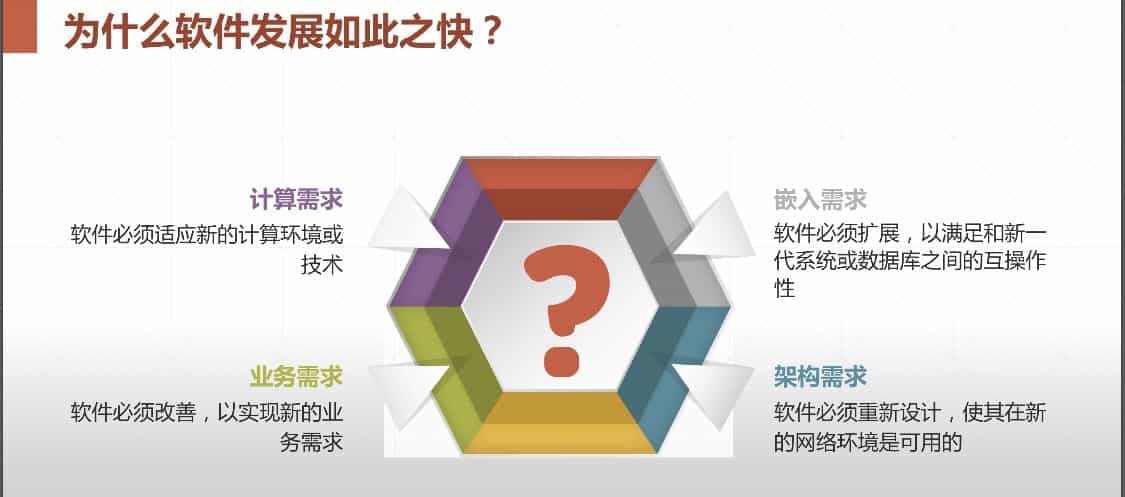 为什么软件发展如此之快？
计算需求
软件必须适应新的计算环境或
技术
嵌入需求
软件必须扩展，以满足和新一
代系统或数据库之间的互操作
性
业务需求
软件必须改善，以实现新的业
务需求
架构需求
软件必须重新设计，使其在新
的网络环境是可用的
?